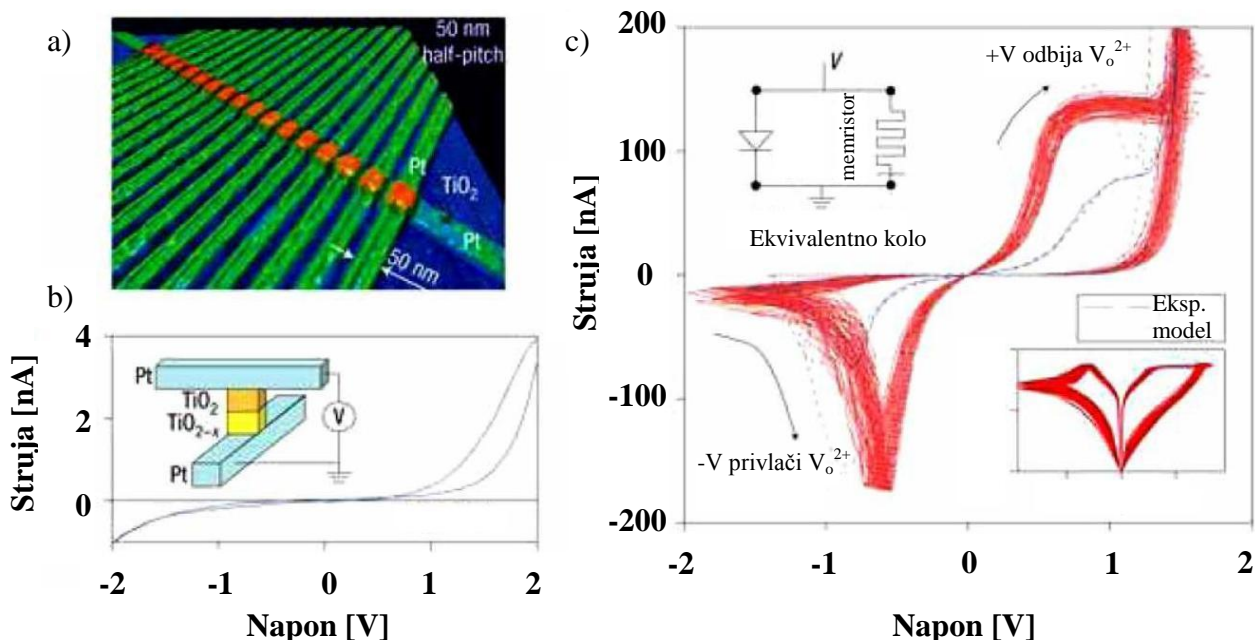 a)
50 nm
half-pitch
Pt
TiO₂
Pt
50 nm
b)
Struja [nA]
4
2
0
-1
-2
-1
0
1
2
Napon [V]
Pt
TiO₂
TiO₂₋ₓ
Pt
V
c)
Struja [nA]
200
100
0
-100
-200
-2
-1
0
1
2
Napon [V]
V
memristor
Ekvivalentno kolo
+V odbija Vₒ²⁺
-V privlači Vₒ²⁺
Eksp.
model